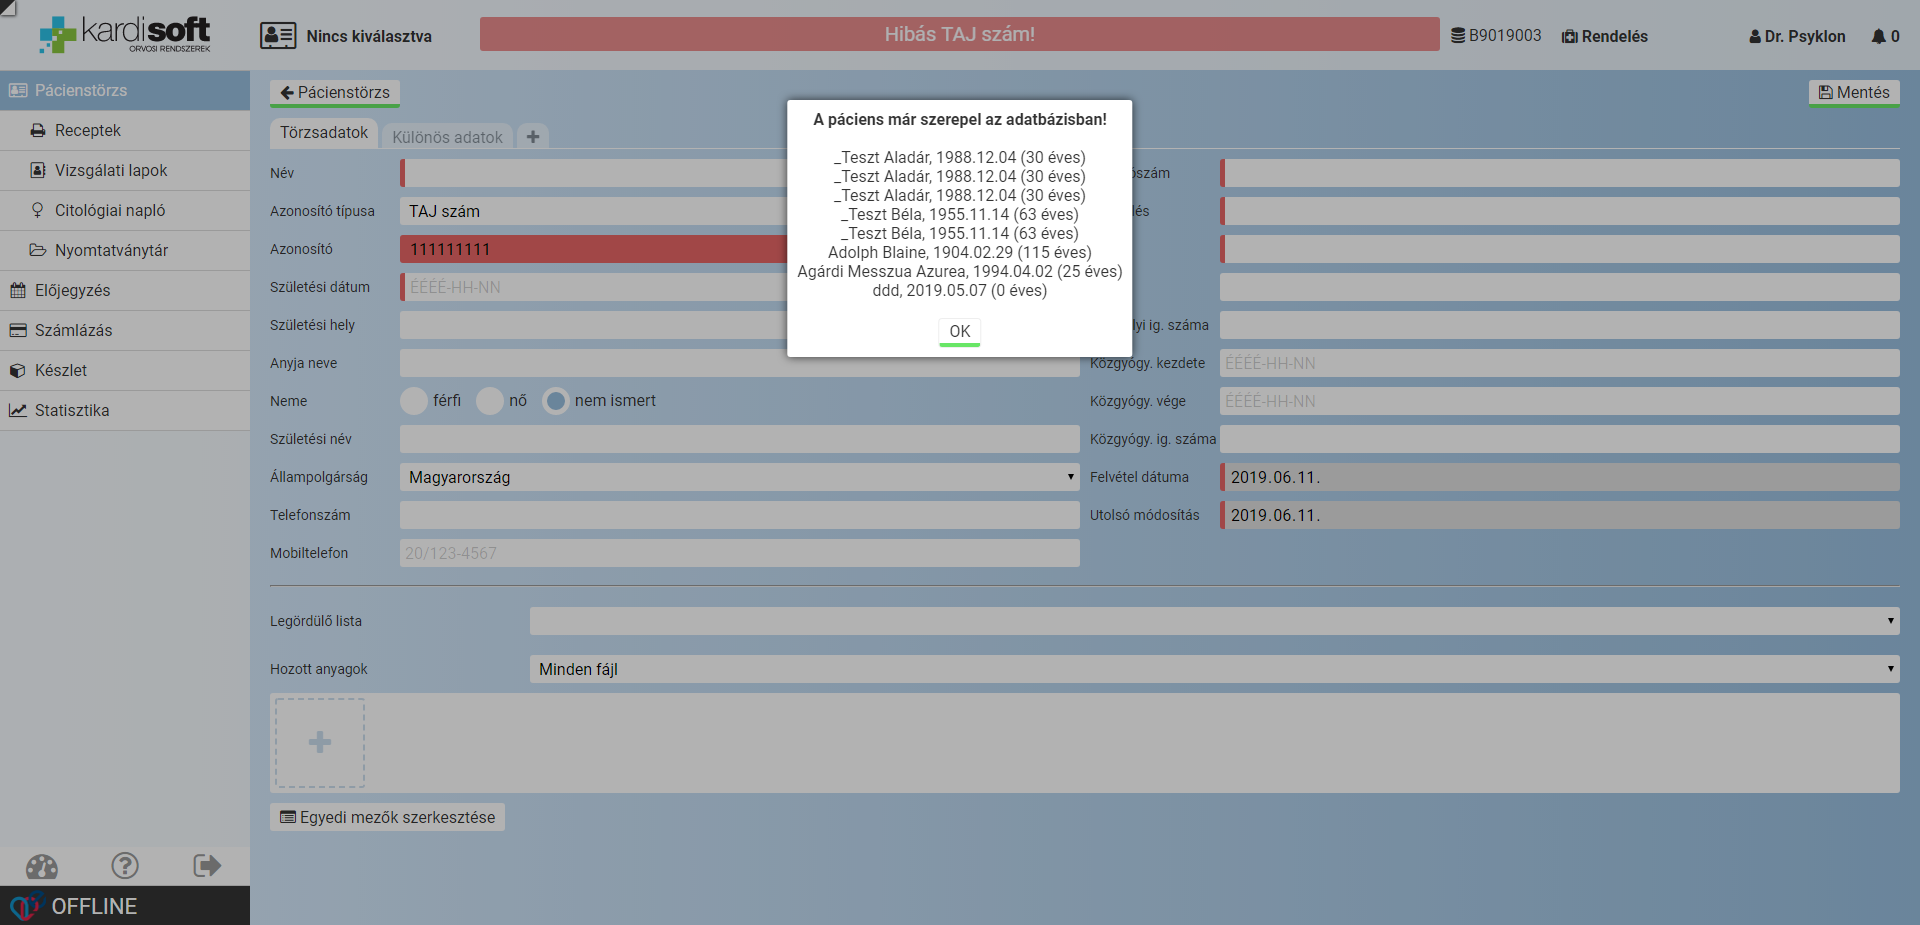 kardisoft
ORVOSI RENDSZEREK
Nincs kiválasztva
Hibás TAJ szám!
B9019003
Rendelés
Dr. Psyklon
0
Pácienstörzs
Receptek
Vizsgálati lapok
Citológiai napló
Nyomtatványtár
Előjegyzés
Számlázás
Készlet
Statisztika
OFFLINE
Pácienstörzs
Mentés
Törzsadatok
Különös adatok
A páciens már szerepel az adatbázisban!
_Teszt Aladár, 1988.12.04 (30 éves)
_Teszt Aladár, 1988.12.04 (30 éves)
_Teszt Aladár, 1988.12.04 (30 éves)
_Teszt Béla, 1955.11.14 (63 éves)
_Teszt Béla, 1955.11.14 (63 éves)
Adolph Blaine, 1904.02.29 (115 éves)
Agárdi Messzua Azurea, 1994.04.02 (25 éves)
ddd, 2019.05.07 (0 éves)
OK
Név
Azonosító típusa
TAJ szám
Azonosító
111111111
Születési dátum
ÉÉÉÉ-HH-NN
Születési hely
Anyja neve
Neme
férfi
nő
nem ismert
Születési név
Állampolgárság
Magyarország
Telefonszám
Mobiltelefon
20/123-4567
ószám
lés
lyi ig. száma
Közgyógy. kezdete
ÉÉÉÉ-HH-NN
Közgyógy. vége
ÉÉÉÉ-HH-NN
Közgyógy. ig. száma
Felvétel dátuma
2019.06.11.
Utolsó módosítás
2019.06.11.
Legördülő lista
Hozott anyagok
Minden fájl
Egyedi mezők szerkesztése